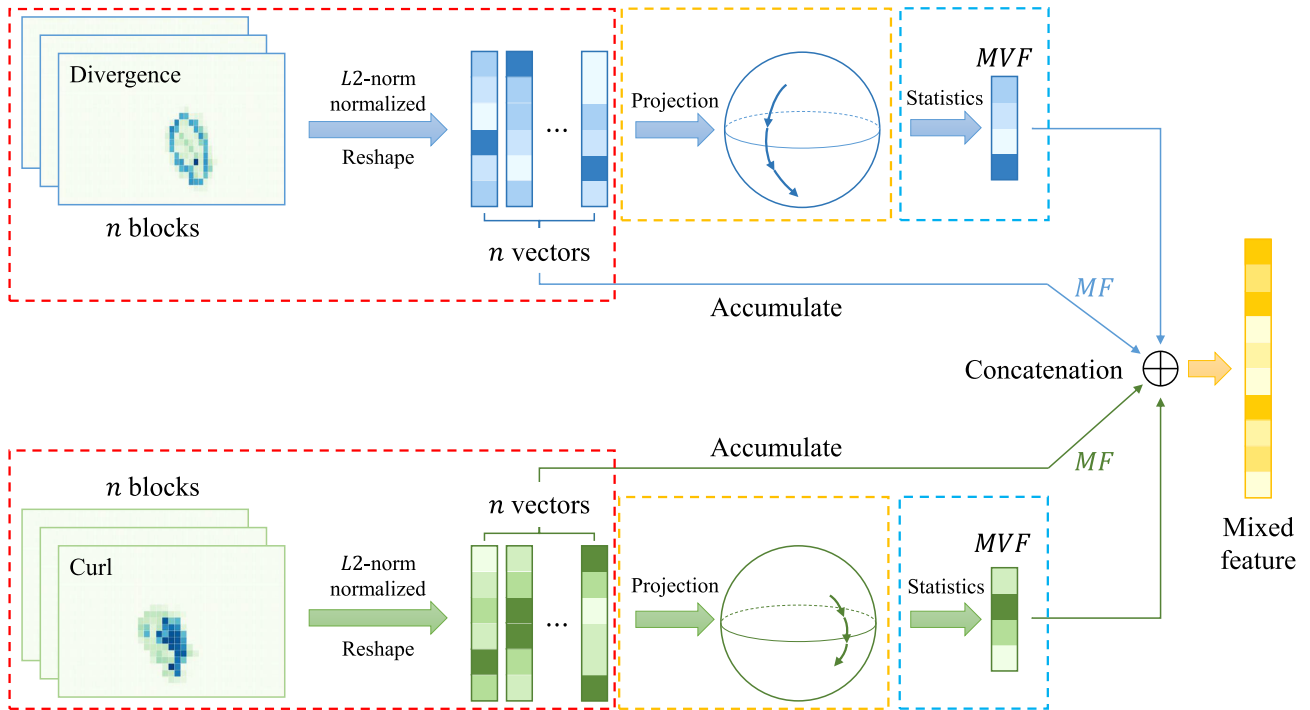 Divergence
n blocks
L2-norm
normalized
Reshape
...
n vectors
Projection
Statistics
MVF
Accumulate
MF
Concatenation
Mixed
feature
Accumulate
MF
n blocks
Curl
L2-norm
normalized
Reshape
n vectors
...
Projection
Statistics
MVF